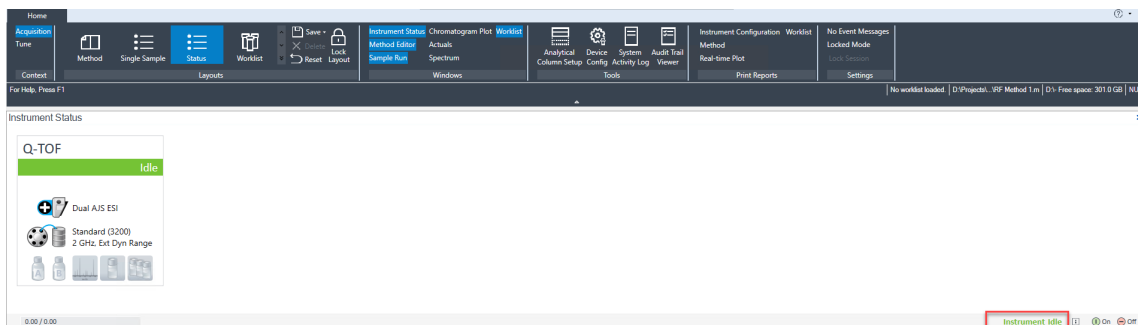 Home
Acquisition
Tune
Context
Method
Single Sample
Status
Worklist
Save
Delete
Reset
Lock Layout
Layouts
Instrument Status Chromatogram Plot Worklist
Method Editor Actuals
Sample Run Spectrum
Windows
Analytical Column Setup
Device Config
System Activity Log
Audit Trail Viewer
Tools
Instrument Configuration Worklist
Method
Real-time Plot
Print Reports
No Event Messages
Locked Mode
Lock Session
Settings
For Help, Press F1
No worklist loaded. D:\Projects\...\RF Method 1.m D:\- Free space: 301.0 GB NU
Instrument Status
Q-TOF
Idle
Dual AJS ESI
Standard (3200)
2 GHz, Ext Dyn Range
A B
0.00 / 0.00
Instrument Idle On Off